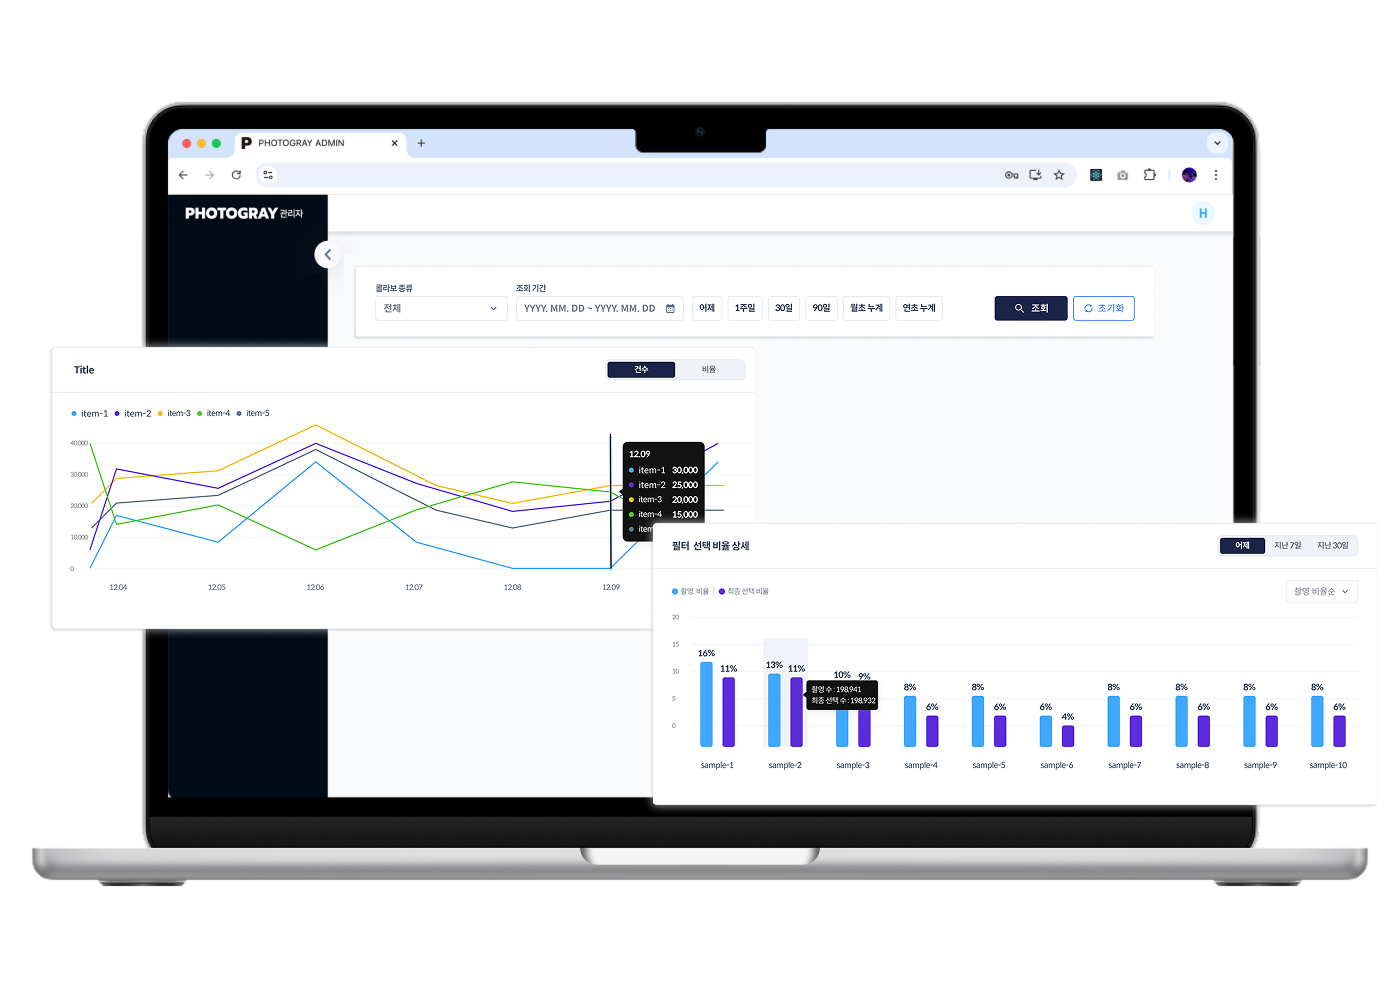 PHOTOGRAY ADMIN
PHOTOGRAY 관리자
H
콜라보 종류
조회 기간
전체
YYYY. MM. DD ~ YYYY. MM. DD
어제
1주일
30일
90일
월초 누계
연초 누계
조회
초기화
Title
건수
비율
item-1
item-2
item-3
item-4
item-5
40000
30000
20000
10000
0
12.04
12.05
12.06
12.07
12.08
12.09
12.09
item-1 30,000
item-2 25,000
item-3 20,000
item-4 15,000
item
필터 선택 비율 상세
어제
지난 7일
지난 30일
촬영 비율
최종 선택 비율
촬영 비율순
20
15
10
5
0
16% 11%
13% 11%
10% 9%
8% 6%
8% 6%
6% 4%
8% 6%
8% 6%
8% 6%
8% 6%
촬영 수 : 198,941
최종 선택 수 : 198,932
sample-1
sample-2
sample-3
sample-4
sample-5
sample-6
sample-7
sample-8
sample-9
sample-10